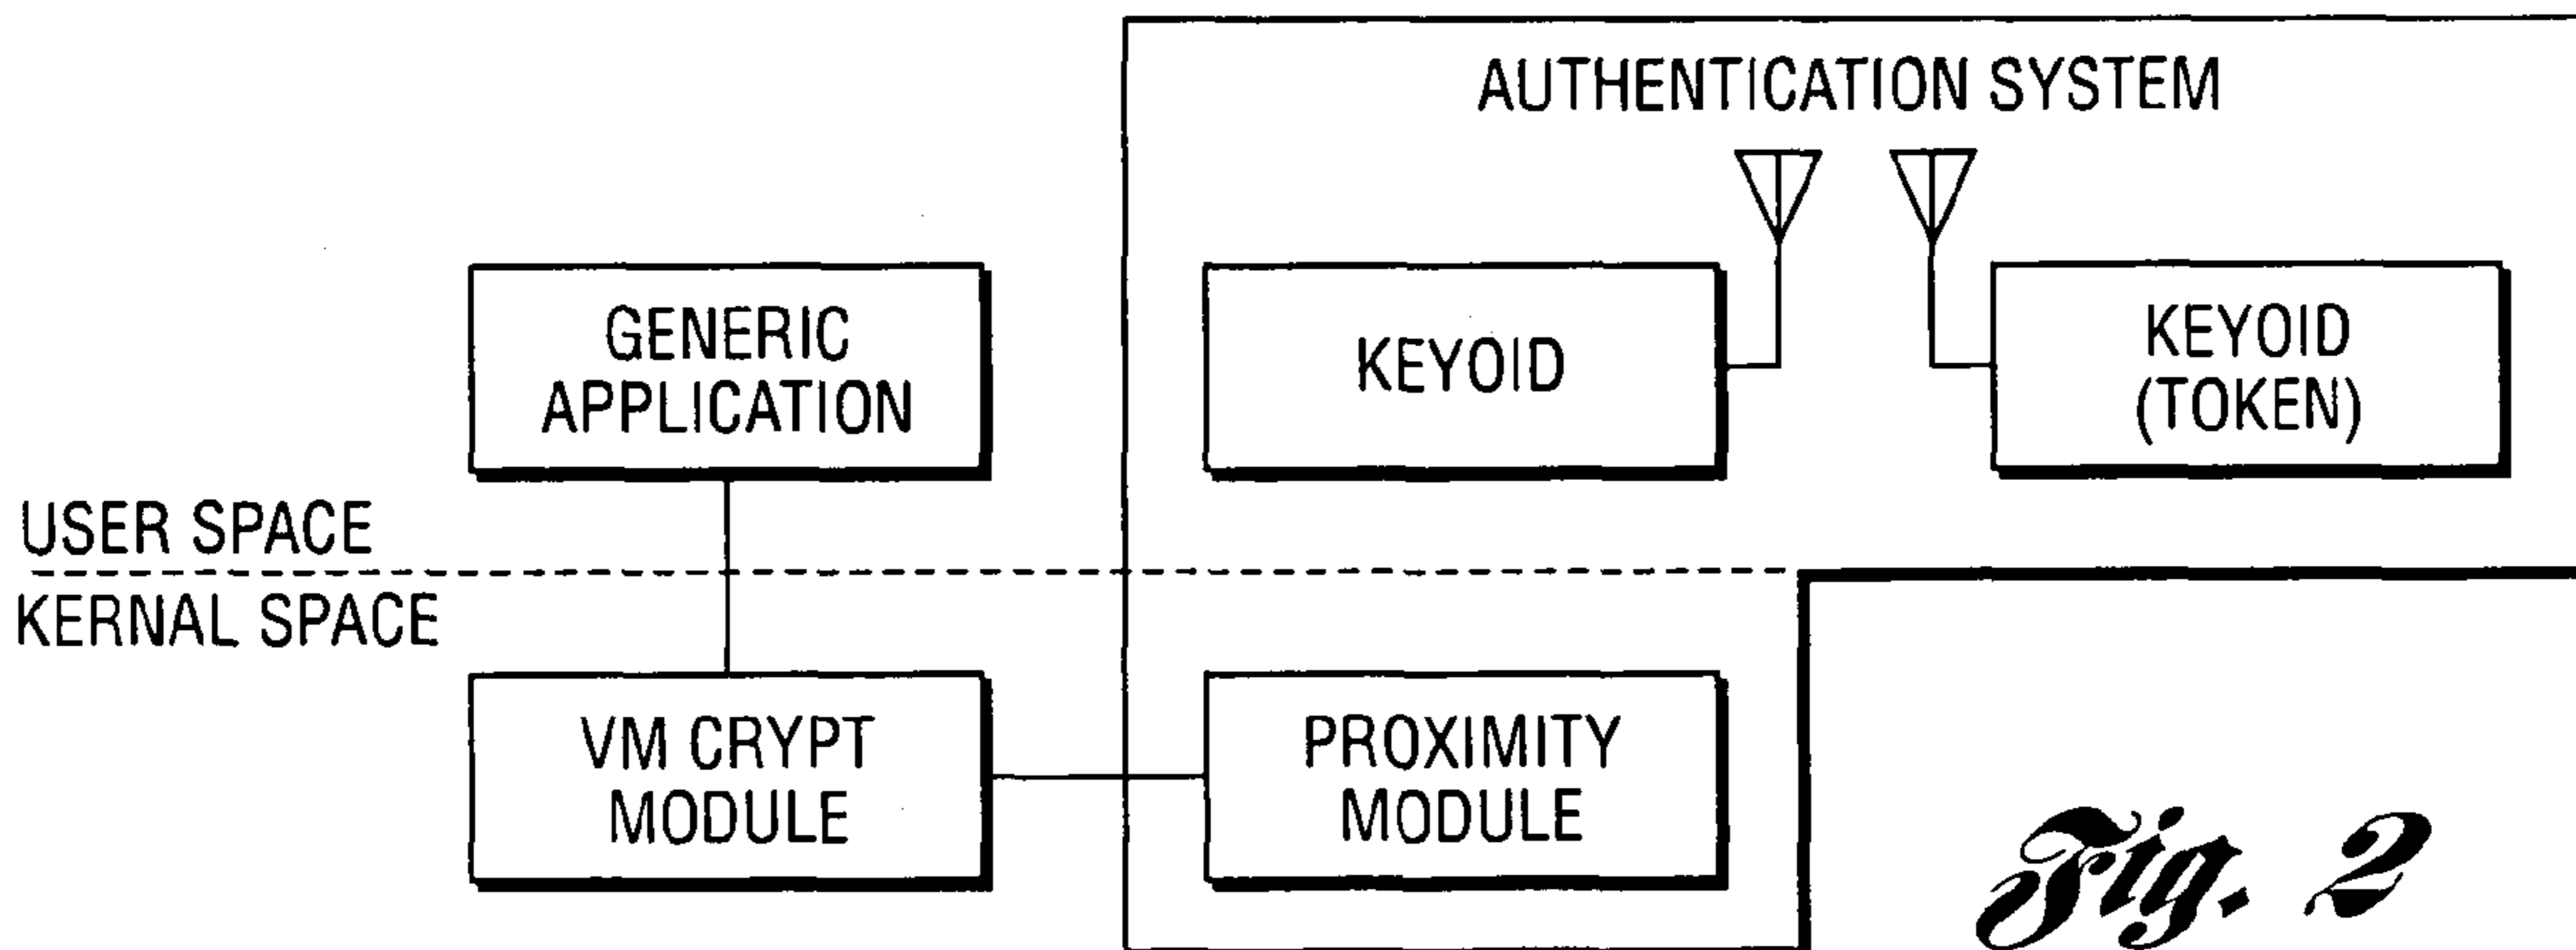 AUTHENTICATION SYSTEM
GENERIC
APPLICATION
KEYOID
KEYOID
(TOKEN)
USER SPACE
KERNAL SPACE
VM CRYPT
MODULE
PROXIMITY
MODULE
Fig. 2